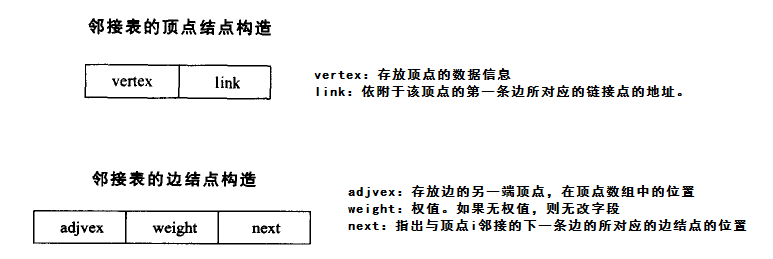 邻接表的顶点结点构造
vertex link
vertex：存放顶点的数据信息
link：依附于该顶点的第一条边所对应的链接点的地址。
邻接表的边结点构造
adjvex weight next
adjvex：存放边的另一端顶点，在顶点数组中的位置
weight：权值。如果无权值，则无改字段
next：指出与顶点i邻接的下一条边的所对应的边结点的位置